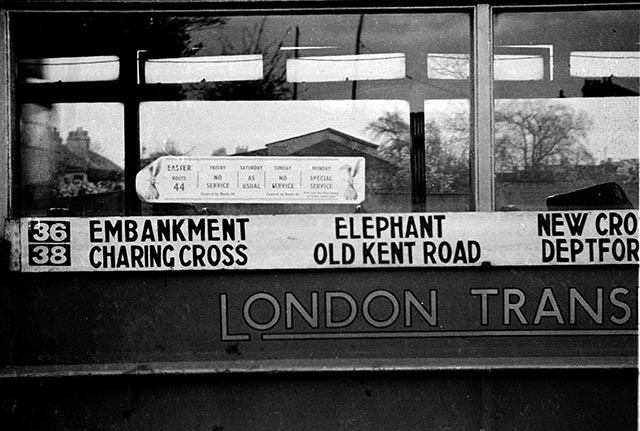 EASTER
ROUTE
44
FRIDAY
NO
SERVICE
SATURDAY
AS
USUAL
SUNDAY
NO
SERVICE
MONDAY
SPECIAL
SERVICE
36 EMBANKMENT ELEPHANT NEW CRO
38 CHARING CROSS OLD KENT ROAD DEPTFOR
LONDON TRANS